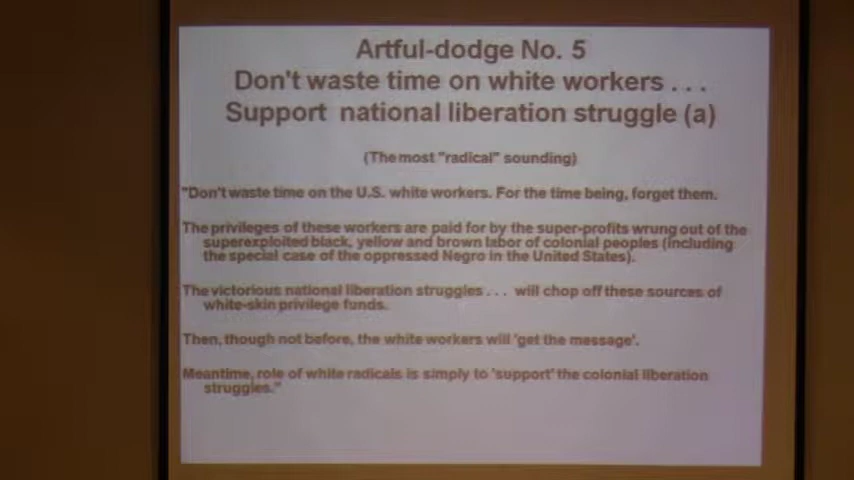 Artful-dodge No. 5
Don't waste time on white workers . . .
Support national liberation struggle (a)
(The most "radical" sounding)
"Don't waste time on the U.S. white workers. For the time being, forget them.
The privileges of these workers are paid for by the super-profits wrung out of the
superexploited black, yellow and brown labor of colonial peoples (including
the special case of the oppressed Negro in the United States).
The victorious national liberation struggles . . . will chop off these sources of
white-skin privilege funds.
Then, though not before, the white workers will 'get the message'.
Meantime, role of white radicals is simply to 'support' the colonial liberation
struggles."